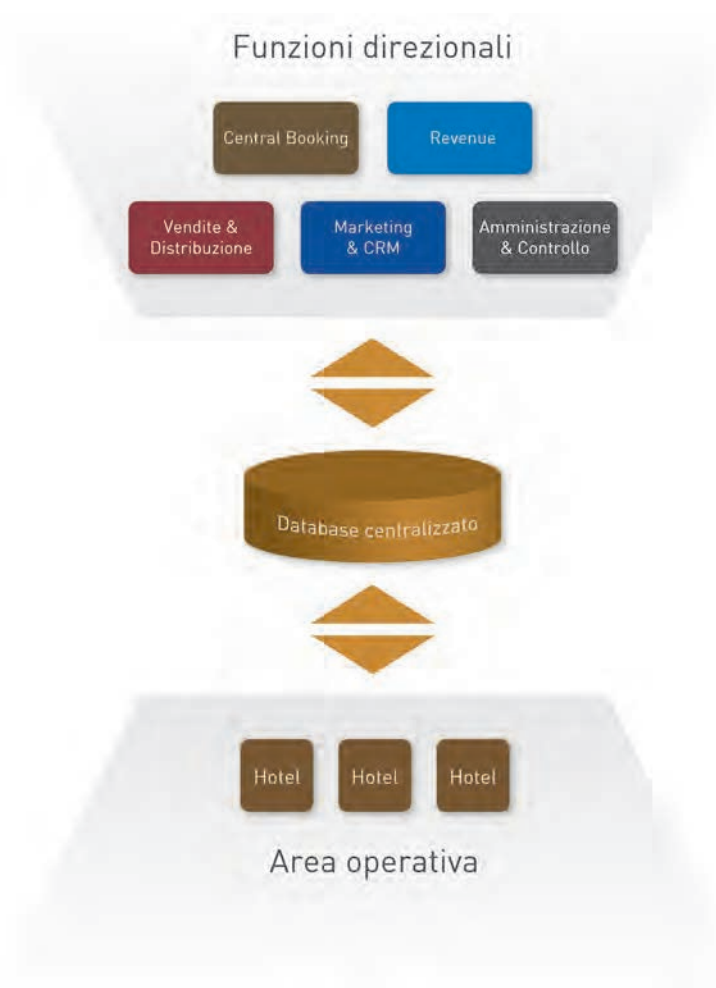 Funzioni direzionali
Central Booking
Revenue
Vendite &
Distribuzione
Marketing
& CRM
Amministrazione
& Controllo
Database centralizzato
Hotel
Hotel
Hotel
Area operativa